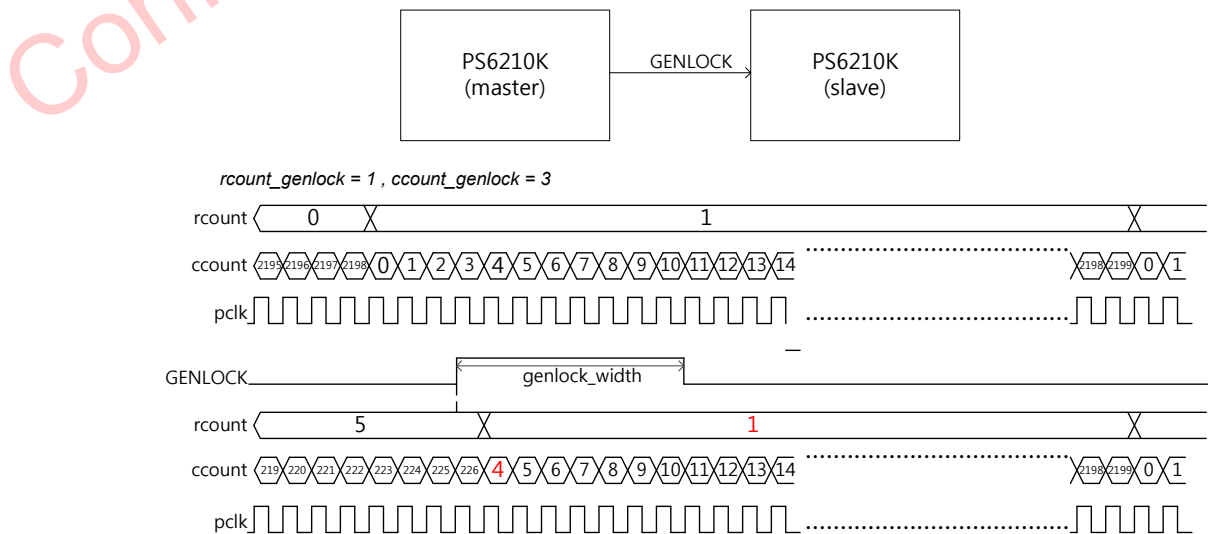 Con
PS6210K
(master)
GENLOCK
PS6210K
(slave)
rcount_genlock = 1 , ccount_genlock = 3
rcount 0 1
ccount 2195 2196 2197 2198 0 1 2 3 4 5 6 7 8 9 10 11 12 13 14 2198 2199 0 1
pclk
GENLOCK genlock_width
rcount 5 1
ccount 219 220 221 222 223 224 225 226 4 5 6 7 8 9 10 11 12 13 14 2198 2199 0 1
pclk